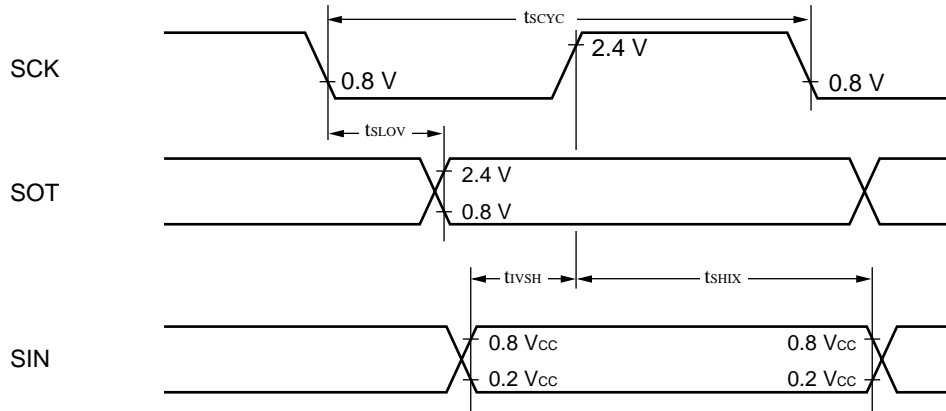 tSCYC
SCK
2.4 V
0.8 V
0.8 V
tSLOV
SOT
2.4 V
0.8 V
tIVSH
tSHIX
SIN
0.8 VCC
0.8 VCC
0.2 VCC
0.2 VCC